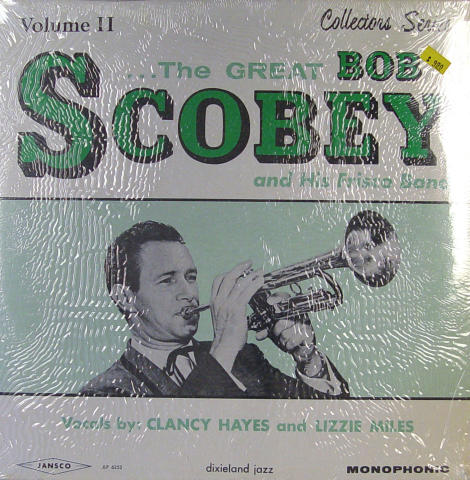 Volume II
Collectors Series
...The GREAT BOB
SCOBEY
and His Frisco Band
Vocals by: CLANCY HAYES and LIZZIE MILES
JANSCO
dixieland jazz
MONOPHONIC